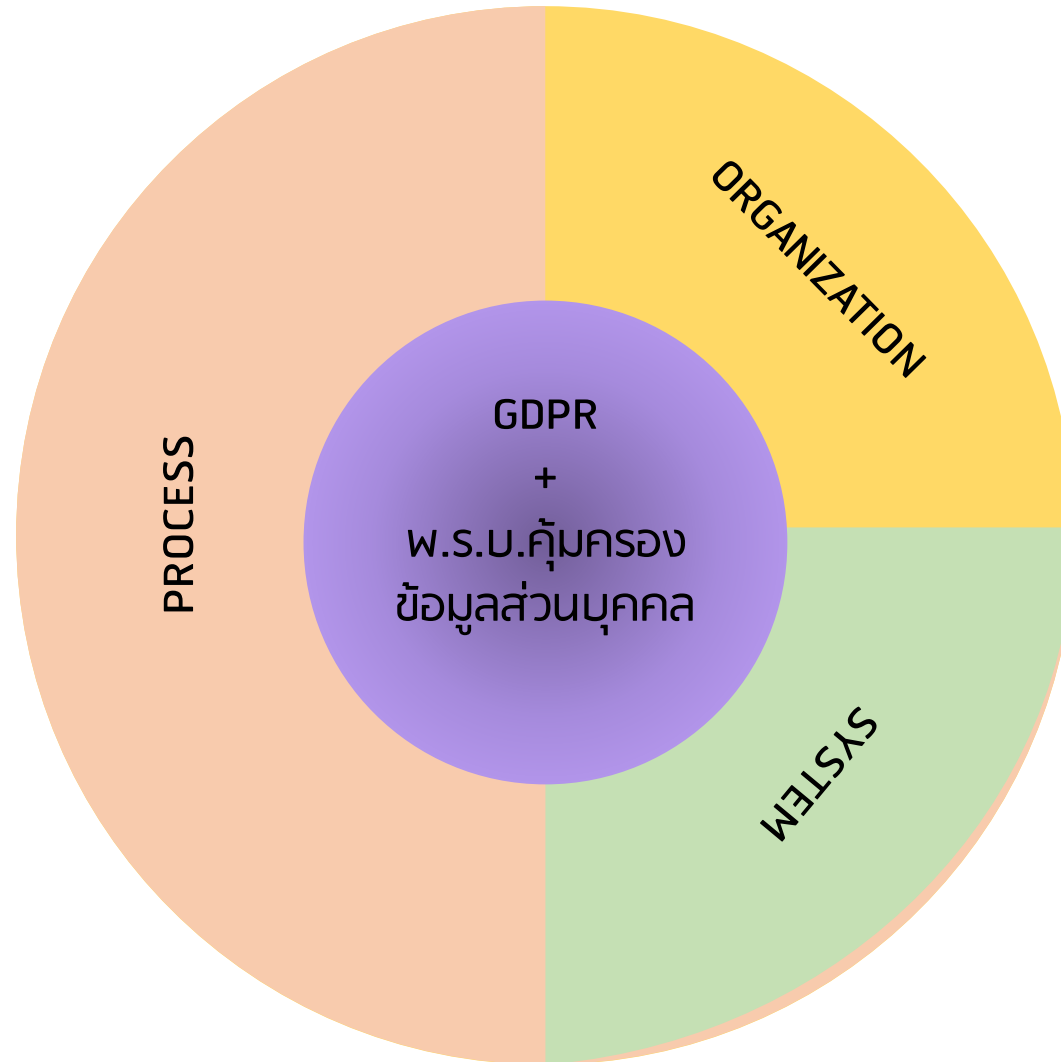 ORGANIZATION
GDPR
+
พ.ร.บ.คุ้มครอง
ข้อมูลส่วนบุคคล
PROCESS
SYSTEM